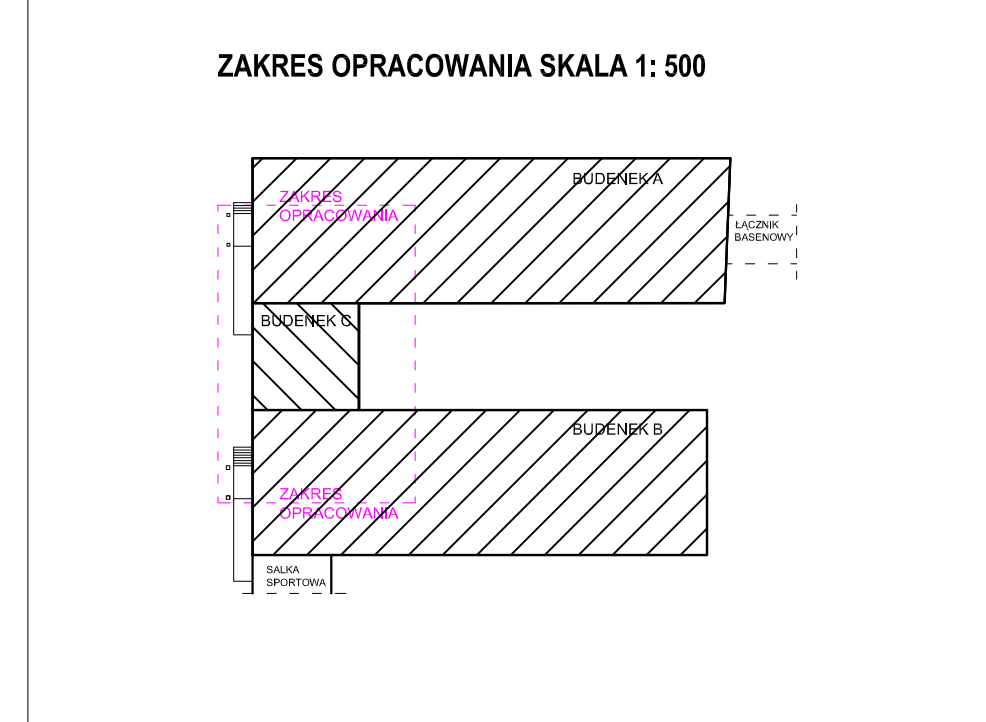 ZAKRES OPRACOWANIA SKALA 1: 500
BUDENEK A
ZAKRES
OPRACOWANIA
ŁĄCZNIK
BASENOWY
BUDENEK C
BUDENEK B
ZAKRES
OPRACOWANIA
SALKA
SPORTOWA